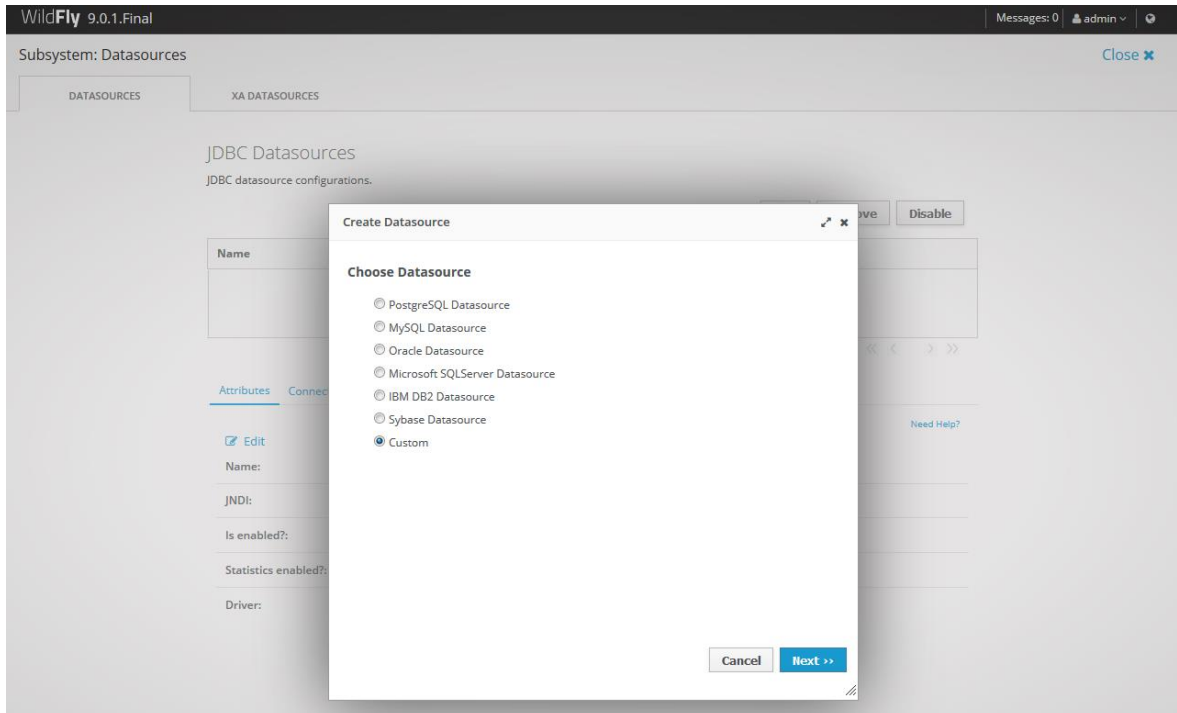 WildFly 9.0.1.Final
Messages: 0
admin
Subsystem: Datasources
Close ✖
DATASOURCES
XA DATASOURCES
JDBC Datasources
JDBC datasource configurations.
Disable
Create Datasource
Name
Choose Datasource
PostgreSQL Datasource
MySQL Datasource
Oracle Datasource
Microsoft SQLServer Datasource
IBM DB2 Datasource
Sybase Datasource
Custom
Attributes
Need Help?
Edit
Name:
JNDI:
Is enabled?:
Statistics enabled?:
Driver:
Cancel
Next ››